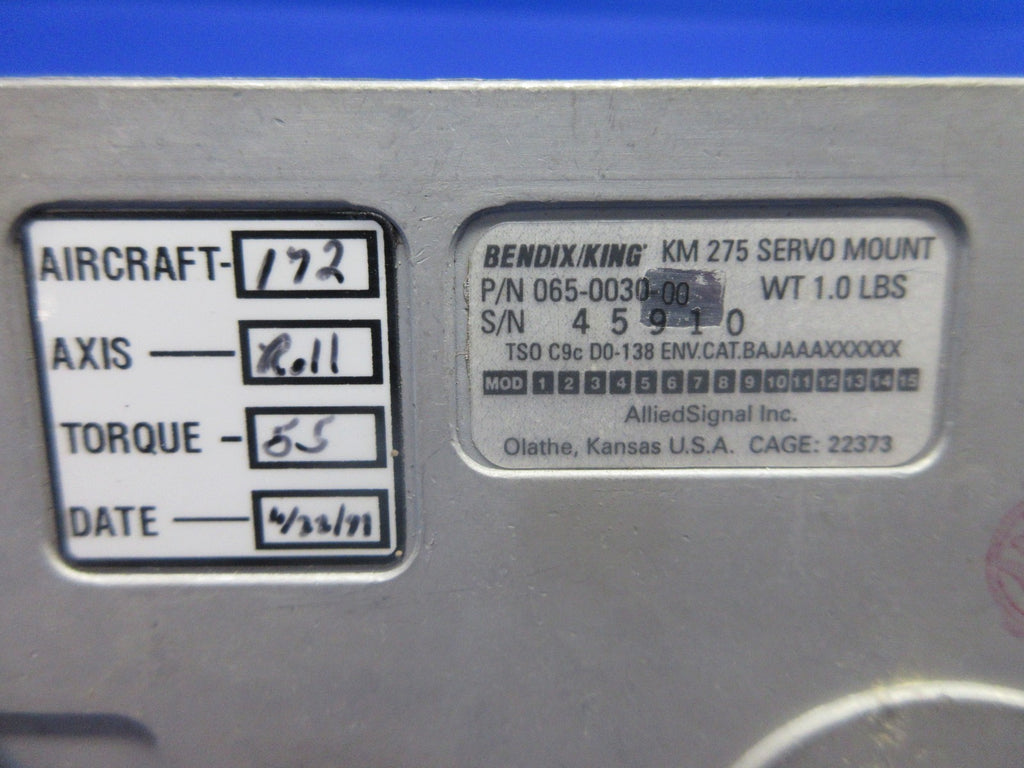 AIRCRAFT- 172
AXIS — Roll
TORQUE - 55
DATE —
BENDIX/KING® KM 275 SERVO MOUNT
P/N 065-0030-00 WT 1.0 LBS
S/N 4 5 9 1 0
TSO C9c D0-138 ENV.CAT.BAJAAAXXXXXX
MOD 1 2 3 4 5 6 7 8 9 10 11 12 13 14 15
AlliedSignal Inc.
Olathe, Kansas U.S.A. CAGE: 22373